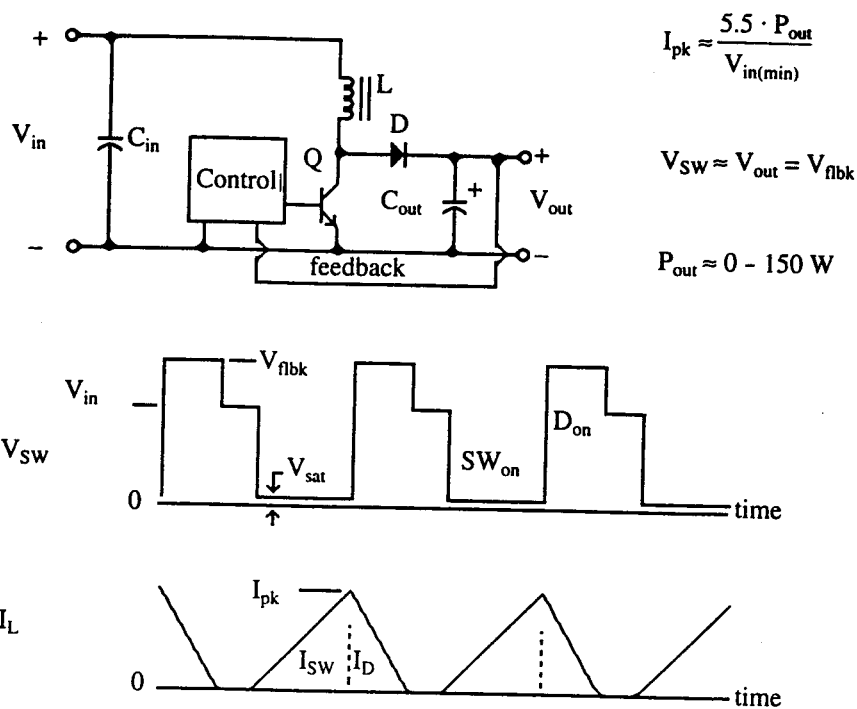 +
V_in
−
C_in
Control
Q
L
D
C_out
+
+
V_out
−
feedback
I_pk ≈ 5.5 · P_out / V_in(min)
V_SW ≈ V_out = V_flbk
P_out ≈ 0 – 150 W
V_flbk
V_in
V_SW
V_sat
SW_on
D_on
0
time
I_pk
I_L
I_SW
I_D
0
time